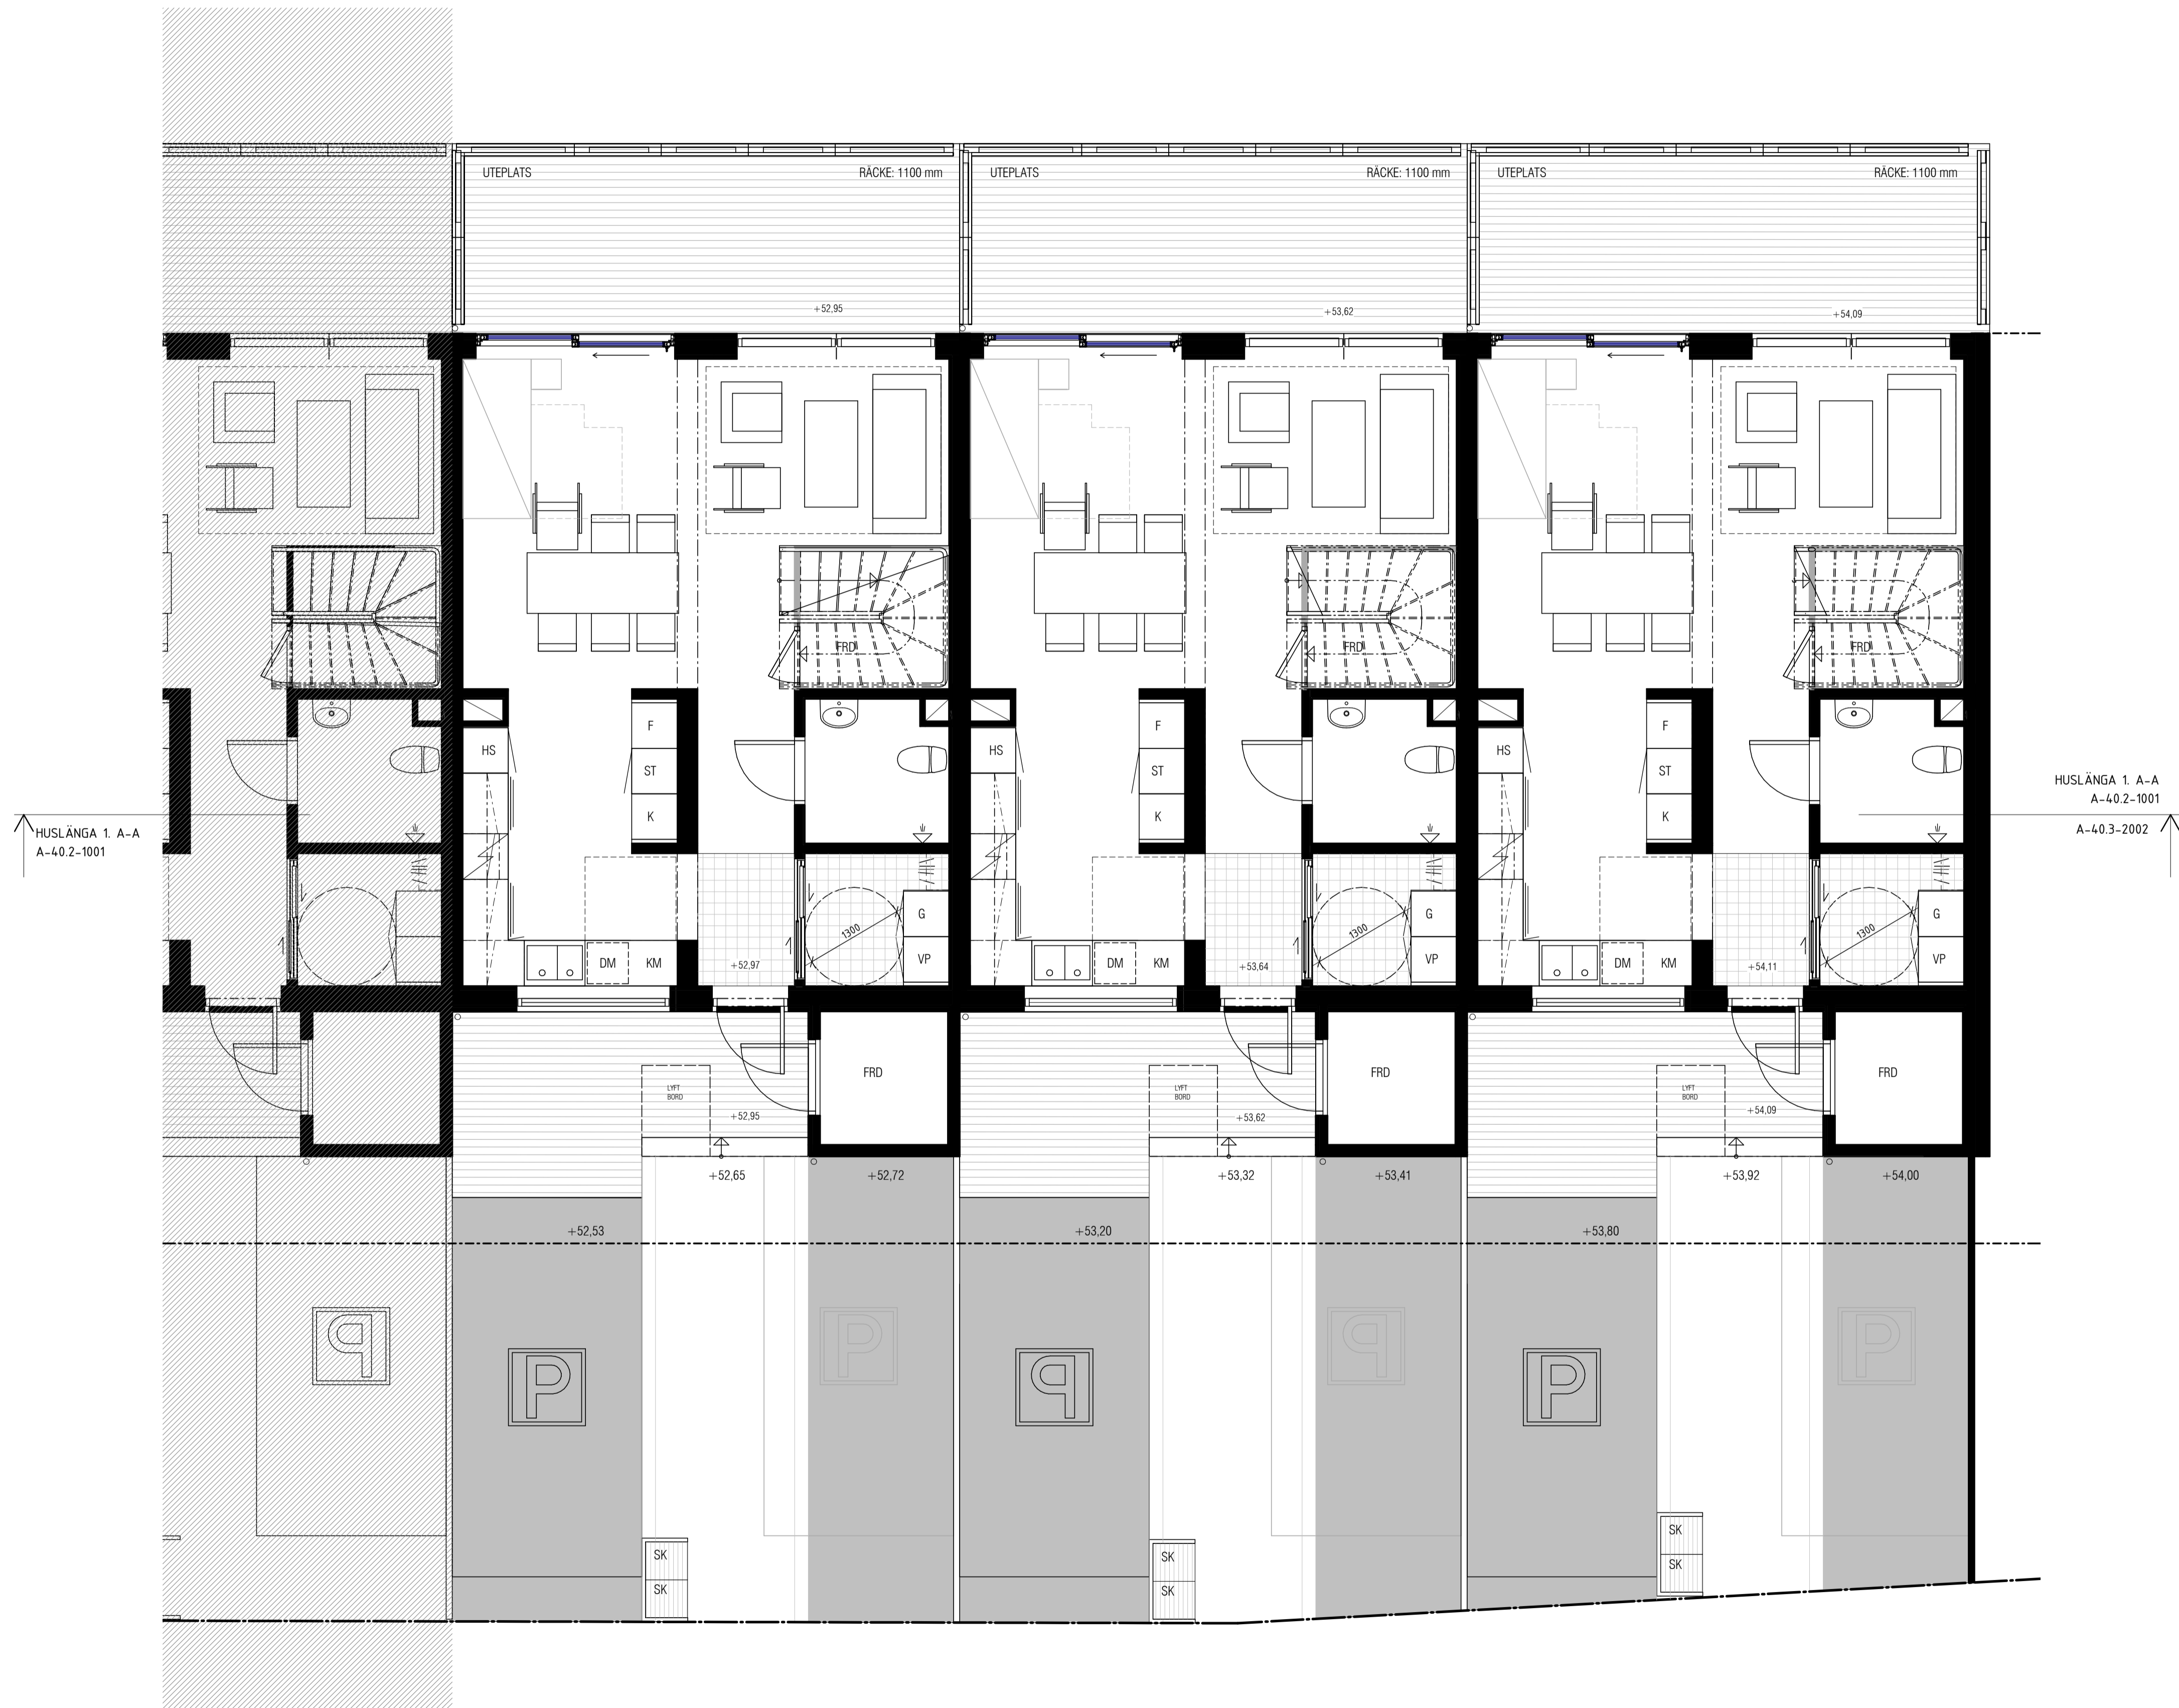 UTEPLATS RÄCKE: 1100 mm UTEPLATS RÄCKE: 1100 mm UTEPLATS RÄCKE: 1100 mm
+52,95 +53,62 +54,09
FRD FRD FRD
F F F
HS HS HS
ST ST ST
HUSLÄNGA 1. A-A
A-40.2-1001
K K K
HUSLÄNGA 1. A-A
A-40.2-1001
A-40.3-2002
G G G
1300 1300 1300
DM KM VP DM KM VP DM KM VP
+52,97 +53,64 +54,11
FRD FRD FRD
LYFT LYFT LYFT
BORD BORD BORD
+52,95 +53,62 +54,09
+52,65 +52,72 +53,32 +53,41 +53,92 +54,00
+52,53 +53,20 +53,80
P P P P
P P P
SK SK SK
SK SK SK